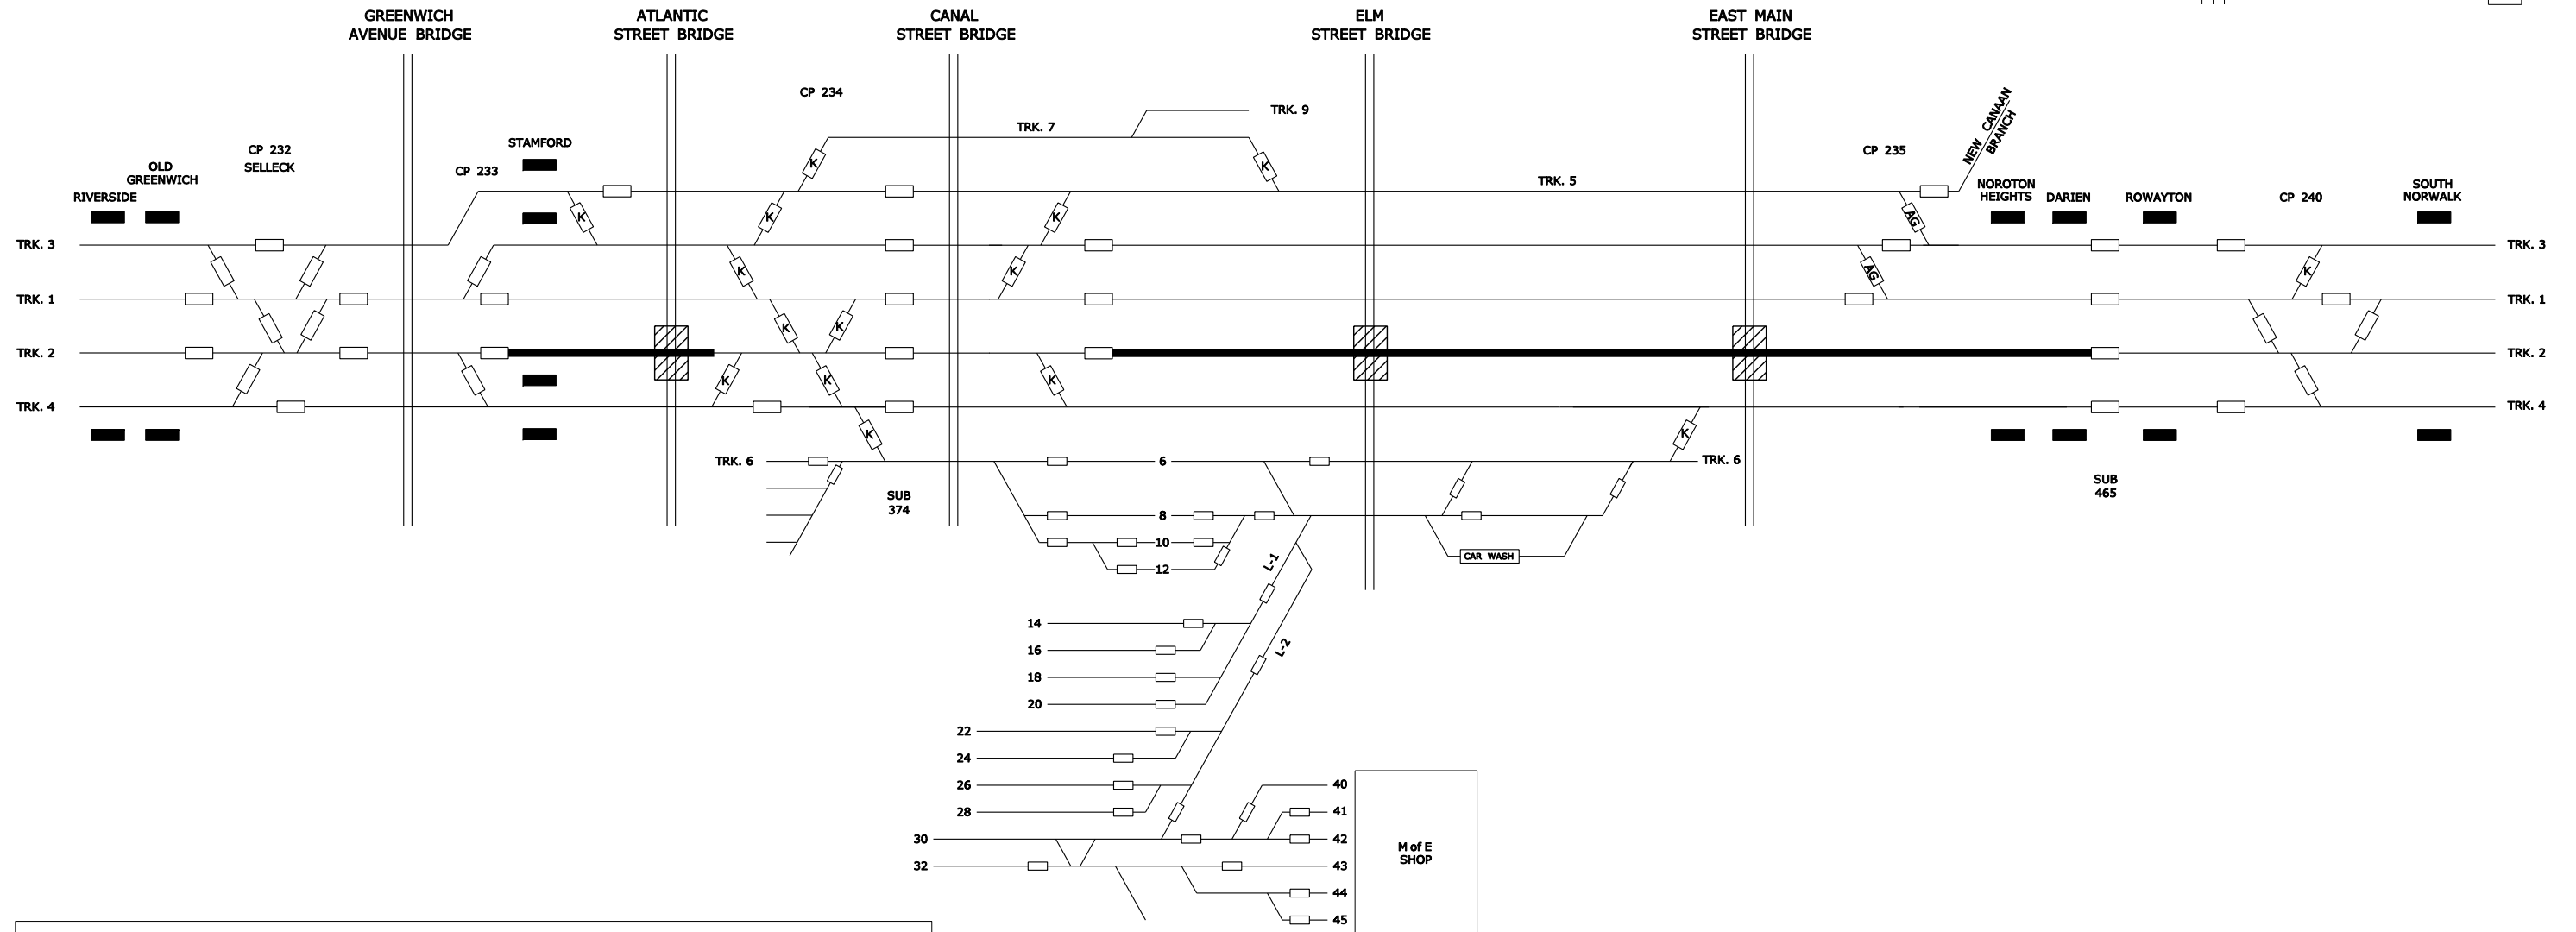 GREENWICH
AVENUE BRIDGE
ATLANTIC
STREET BRIDGE
CANAL
STREET BRIDGE
ELM
STREET BRIDGE
EAST MAIN
STREET BRIDGE
CP 234
TRK. 9
TRK. 7
NEW CANAAN
BRANCH
CP 232
SELLECK
STAMFORD
CP 235
OLD
GREENWICH
RIVERSIDE
CP 233
K
K
TRK. 5
NOROTON
HEIGHTS
DARIEN
ROWAYTON
CP 240
SOUTH
NORWALK
K
K
K
AG
TRK. 3
TRK. 3
K
K
AG
K
TRK. 1
TRK. 1
K
K
TRK. 2
TRK. 2
K
K
K
TRK. 4
TRK. 4
K
K
TRK. 6
6
TRK. 6
SUB
374
SUB
465
8
10
12
CAR WASH
L-1
L-2
14
16
18
20
22
24
26
28
30
32
40
41
42
43
44
45
M of E
SHOP